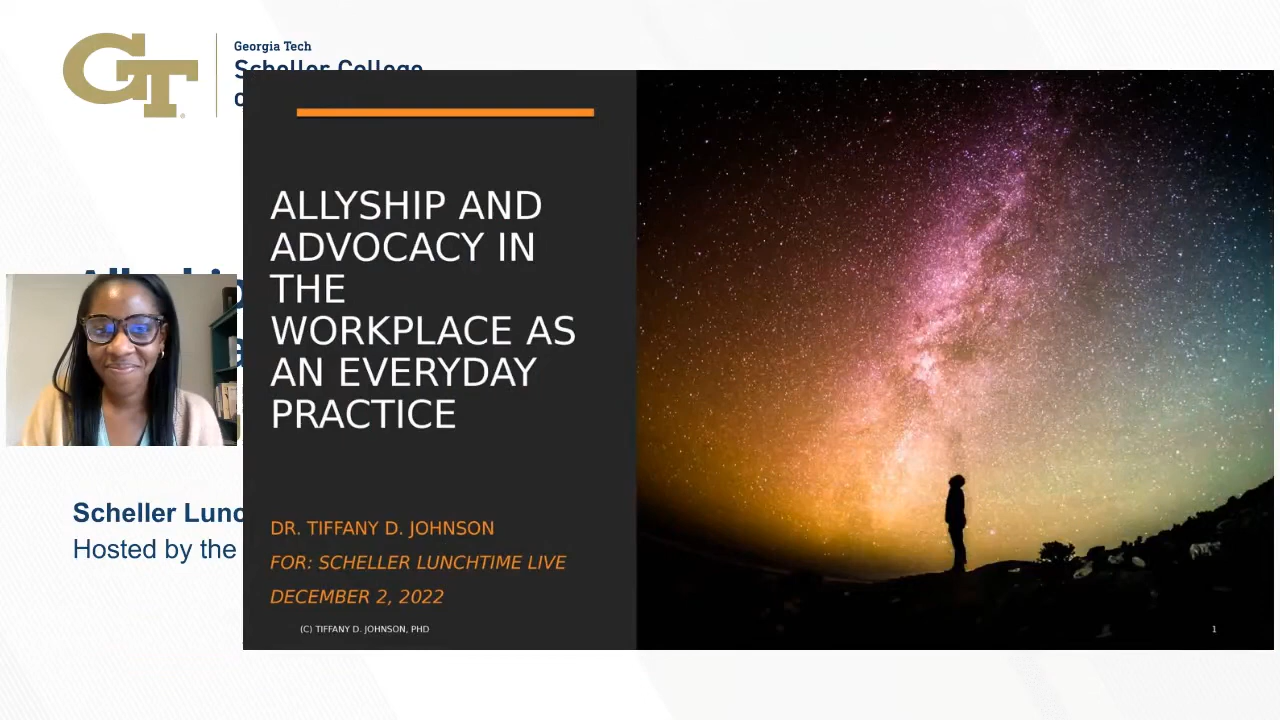 GT
Georgia Tech
Scheller College
ALLYSHIP AND
ADVOCACY IN
THE
WORKPLACE AS
AN EVERYDAY
PRACTICE
Scheller
Hosted by the
DR. TIFFANY D. JOHNSON
FOR: SCHELLER LUNCHTIME LIVE
DECEMBER 2, 2022
(C) TIFFANY D. JOHNSON, PHD
1